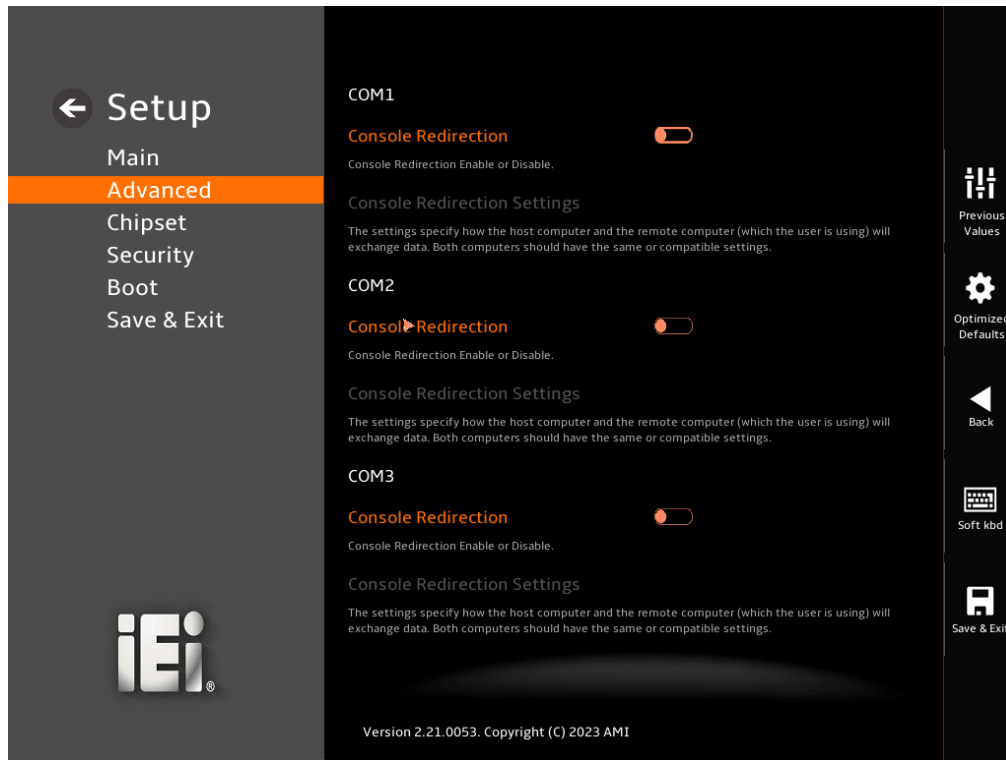 Setup
Main
Advanced
Chipset
Security
Boot
Save & Exit
COM1
Console Redirection
Console Redirection Enable or Disable.
Console Redirection Settings
The settings specify how the host computer and the remote computer (which the user is using) will
exchange data. Both computers should have the same or compatible settings.
COM2
Console Redirection
Console Redirection Enable or Disable.
Console Redirection Settings
The settings specify how the host computer and the remote computer (which the user is using) will
exchange data. Both computers should have the same or compatible settings.
COM3
Console Redirection
Console Redirection Enable or Disable.
Console Redirection Settings
The settings specify how the host computer and the remote computer (which the user is using) will
exchange data. Both computers should have the same or compatible settings.
Previous
Values
Optimized
Defaults
Back
Soft kbd
Save & Exit
iEi®
Version 2.21.0053. Copyright (C) 2023 AMI